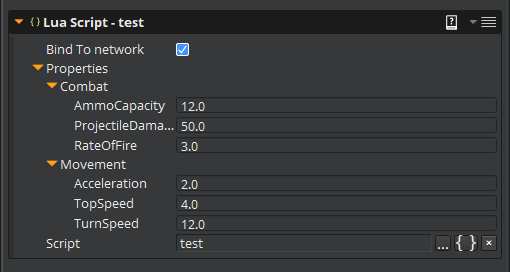 {} Lua Script - test
Bind To network
Properties
Combat
AmmoCapacity 12.0
ProjectileDama... 50.0
RateOfFire 3.0
Movement
Acceleration 2.0
TopSpeed 4.0
TurnSpeed 12.0
Script test ... { } ×